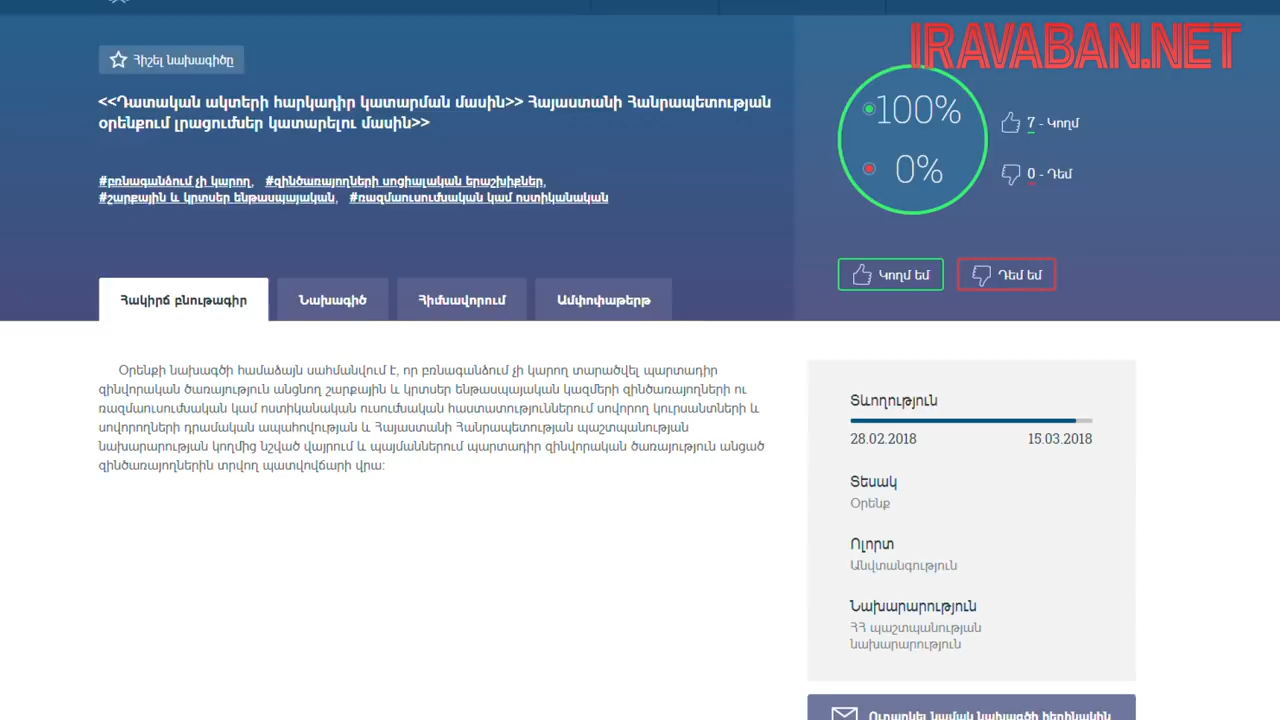 IRAVABAN.NET
Հիշել նախագիծը
<<Դատական ակտերի հարկադիր կատարման մասին>> Հայաստանի Հանրապետության
օրենքում լրացումներ կատարելու մասին>>
#բռնագանձում չի կարող, #զինծառայողների սոցիալական երաշխիքներ,
#շարքային և կրտսեր ենթասպայական, #ռազմաուսումնական կամ ոստիկանական
100%
0%
7 - Կողմ
0 - Դեմ
Կողմ եմ
Դեմ եմ
Հակիրճ բնութագիր
Նախագիծ
Հիմնավորում
Ամփոփաթերթ
Օրենքի նախագծի համաձայն սահմանվում է, որ բռնագանձում չի կարող տարածվել պարտադիր
զինվորական ծառայություն անցնող շարքային և կրտսեր ենթասպայական կազմերի զինծառայողների ու
ռազմաուսումնական կամ ոստիկանական ուսումնական հաստատություններում սովորող կուրսանտների և
սովորողների դրամական ապահովության և Հայաստանի Հանրապետության պաշտպանության
նախարարության կողմից նշված վայրում և պայմաններում պարտադիր զինվորական ծառայություն անցած
զինծառայողներին տրվող պատվովճարի վրա:
Տևողություն
28.02.2018
15.03.2018
Տեսակ
Օրենք
Ոլորտ
Անվտանգություն
Նախարարություն
ՀՀ պաշտպանության
նախարարություն
Ուղարկել նամակ նախագծի հեղինակին